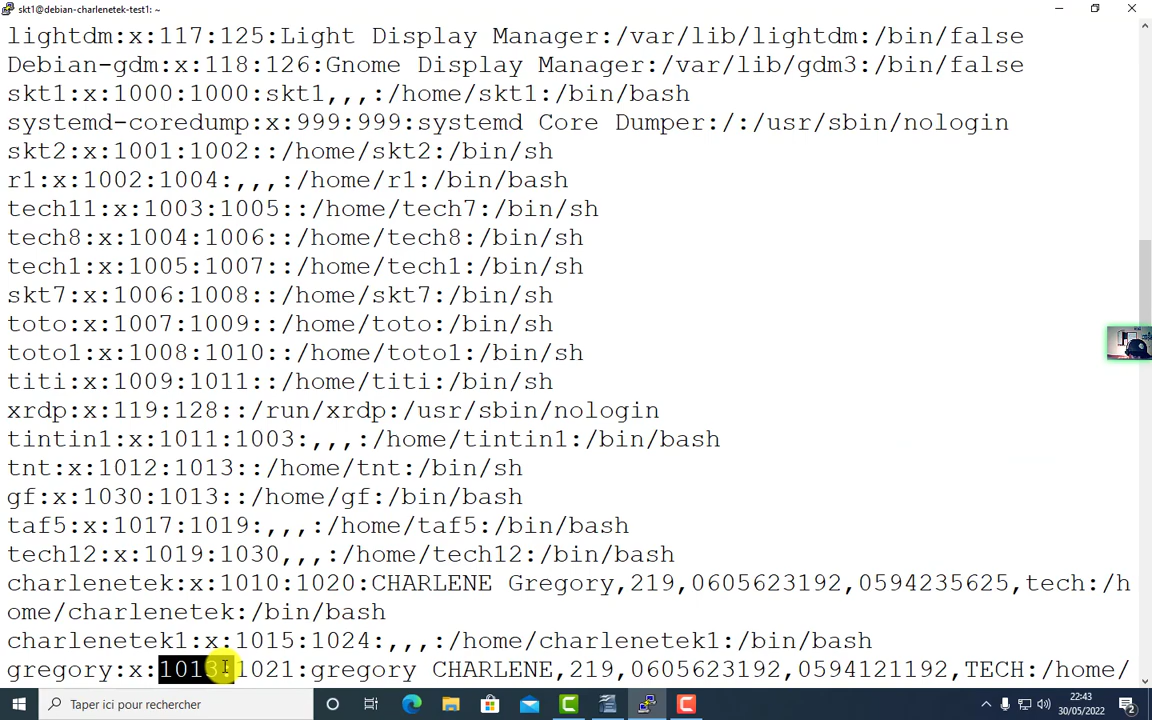 skt1@debian-charlenetek-test1: ~
lightdm:x:117:125:Light Display Manager:/var/lib/lightdm:/bin/false
Debian-gdm:x:118:126:Gnome Display Manager:/var/lib/gdm3:/bin/false
skt1:x:1000:1000:skt1,,,:/home/skt1:/bin/bash
systemd-coredump:x:999:999:systemd Core Dumper:/:/usr/sbin/nologin
skt2:x:1001:1002::/home/skt2:/bin/sh
r1:x:1002:1004:,,,:/home/r1:/bin/bash
tech11:x:1003:1005::/home/tech7:/bin/sh
tech8:x:1004:1006::/home/tech8:/bin/sh
tech1:x:1005:1007::/home/tech1:/bin/sh
skt7:x:1006:1008::/home/skt7:/bin/sh
toto:x:1007:1009::/home/toto:/bin/sh
toto1:x:1008:1010::/home/toto1:/bin/sh
titi:x:1009:1011::/home/titi:/bin/sh
xrdp:x:119:128::/run/xrdp:/usr/sbin/nologin
tintin1:x:1011:1003:,,,:/home/tintin1:/bin/bash
tnt:x:1012:1013::/home/tnt:/bin/sh
gf:x:1030:1013::/home/gf:/bin/bash
taf5:x:1017:1019:,,,:/home/taf5:/bin/bash
tech12:x:1019:1030,,,:/home/tech12:/bin/bash
charlenetek:x:1010:1020:CHARLENE Gregory,219,0605623192,0594235625,tech:/h
ome/charlenetek:/bin/bash
charlenetek1:x:1015:1024:,,,:/home/charlenetek1:/bin/bash
gregory:x:1013:1021:gregory CHARLENE,219,0605623192,0594121192,TECH:/home/
Taper ici pour rechercher
22:43
30/05/2022
2